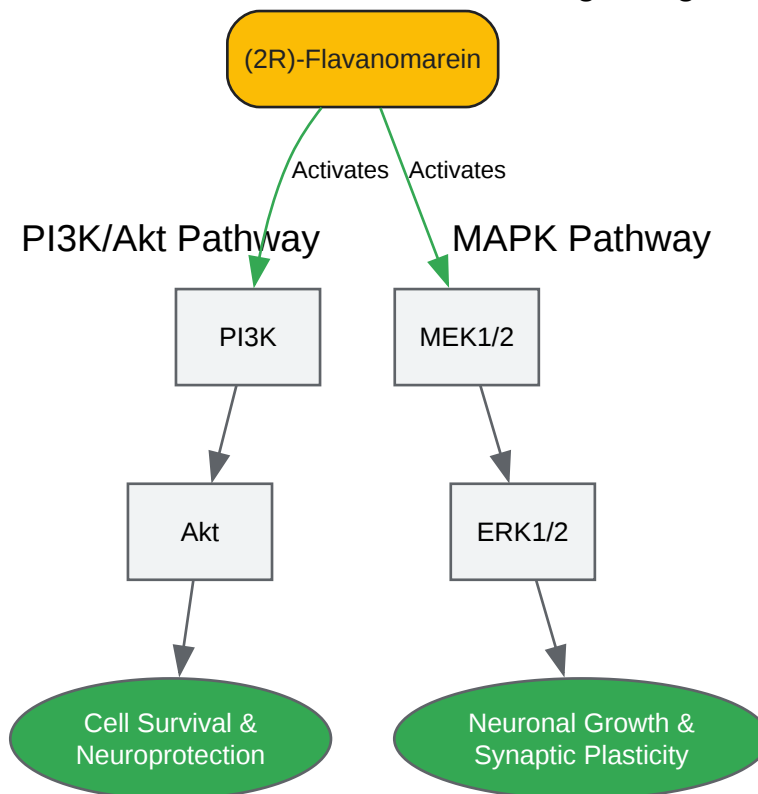 (2R)-Flavanomarein
Activates Activates
PI3K/Akt Pathway
MAPK Pathway
PI3K
MEK1/2
Akt
ERK1/2
Cell Survival &
Neuroprotection
Neuronal Growth &
Synaptic Plasticity